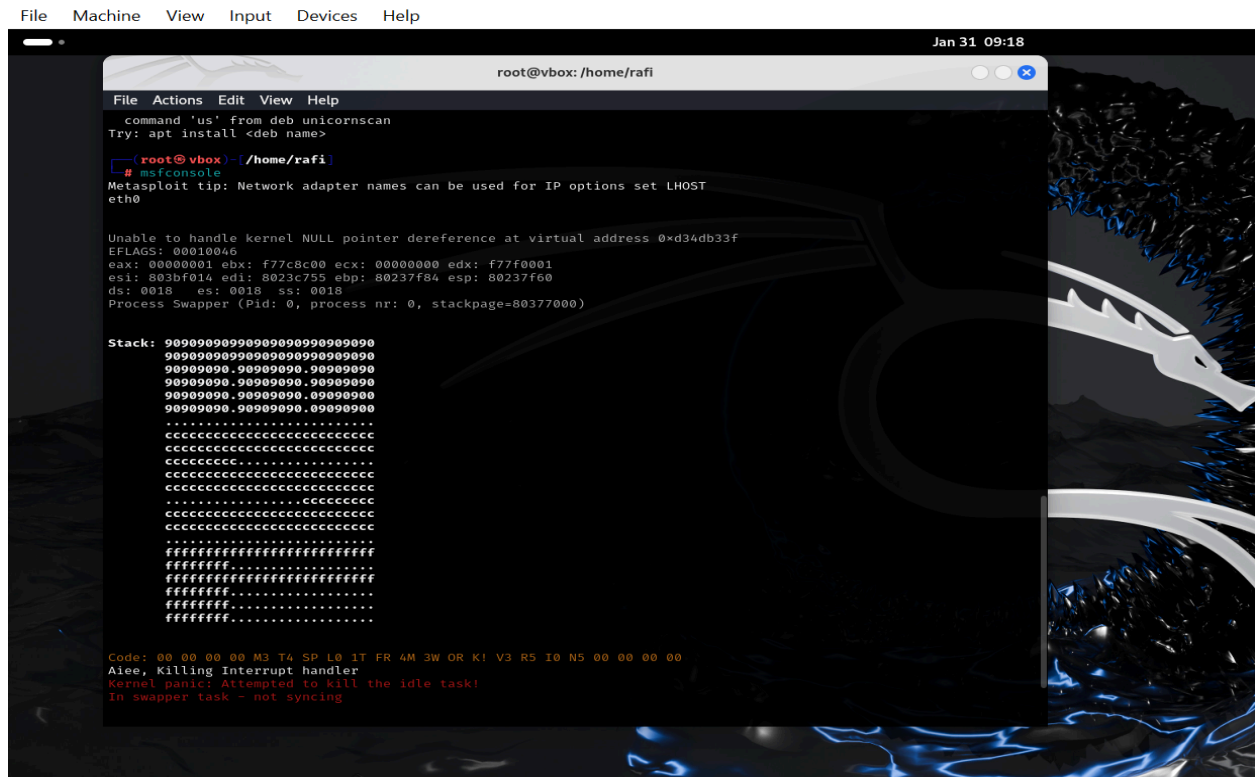 File Machine View Input Devices Help
Jan 31 09:18
root@vbox: /home/rafi
File Actions Edit View Help
command 'us' from deb unicornscan
Try: apt install <deb name>
┌──(root㉿vbox)-[/home/rafi]
└─# msfconsole
Metasploit tip: Network adapter names can be used for IP options set LHOST
eth0
Unable to handle kernel NULL pointer dereference at virtual address 0×d34db33f
EFLAGS: 00010046
eax: 00000001 ebx: f77c8c00 ecx: 00000000 edx: f77f0001
esi: 803bf014 edi: 8023c755 ebp: 80237f84 esp: 80237f60
ds: 0018 es: 0018 ss: 0018
Process Swapper (Pid: 0, process nr: 0, stackpage=80377000)
Stack: 90909090990909090990909090
90909090990909090990909090
90909090.90909090.90909090
90909090.90909090.90909090
90909090.90909090.09090900
90909090.90909090.09090900
..........................
cccccccccccccccccccccccccc
cccccccccccccccccccccccccc
ccccccccc.................
cccccccccccccccccccccccccc
cccccccccccccccccccccccccc
.................ccccccccc
cccccccccccccccccccccccccc
cccccccccccccccccccccccccc
..........................
ffffffffffffffffffffffffff
ffffffff..................
ffffffffffffffffffffffffff
ffffffff..................
ffffffff..................
ffffffff..................
Code: 00 00 00 00 M3 T4 SP L0 1T FR 4M 3W OR K! V3 R5 I0 N5 00 00 00 00
Aiee, Killing Interrupt handler
Kernel panic: Attempted to kill the idle task!
In swapper task - not syncing